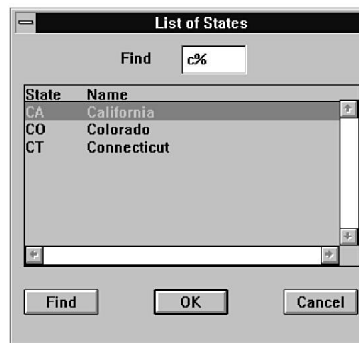 List of States
Find c%
State Name
CA California
CO Colorado
CT Connecticut
Find OK Cancel